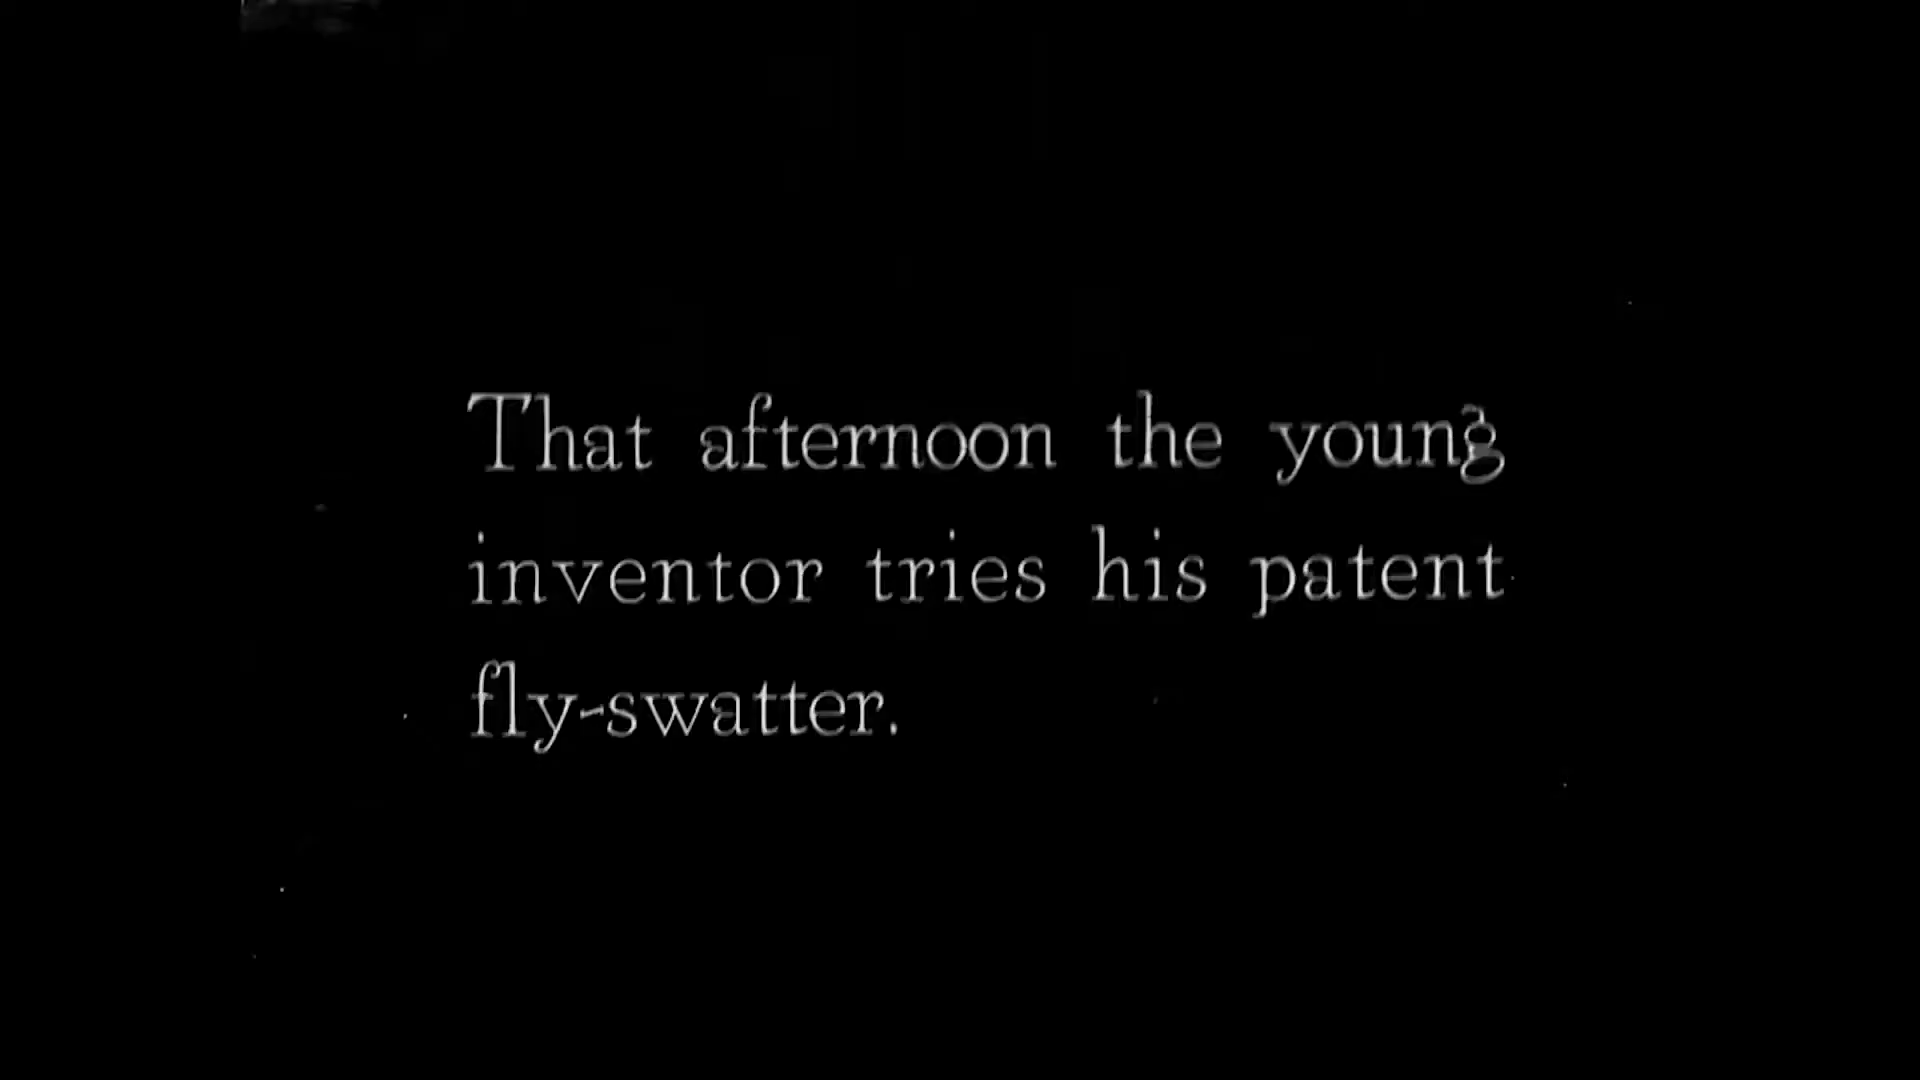 That afternoon the young
inventor tries his patent
fly-swatter.